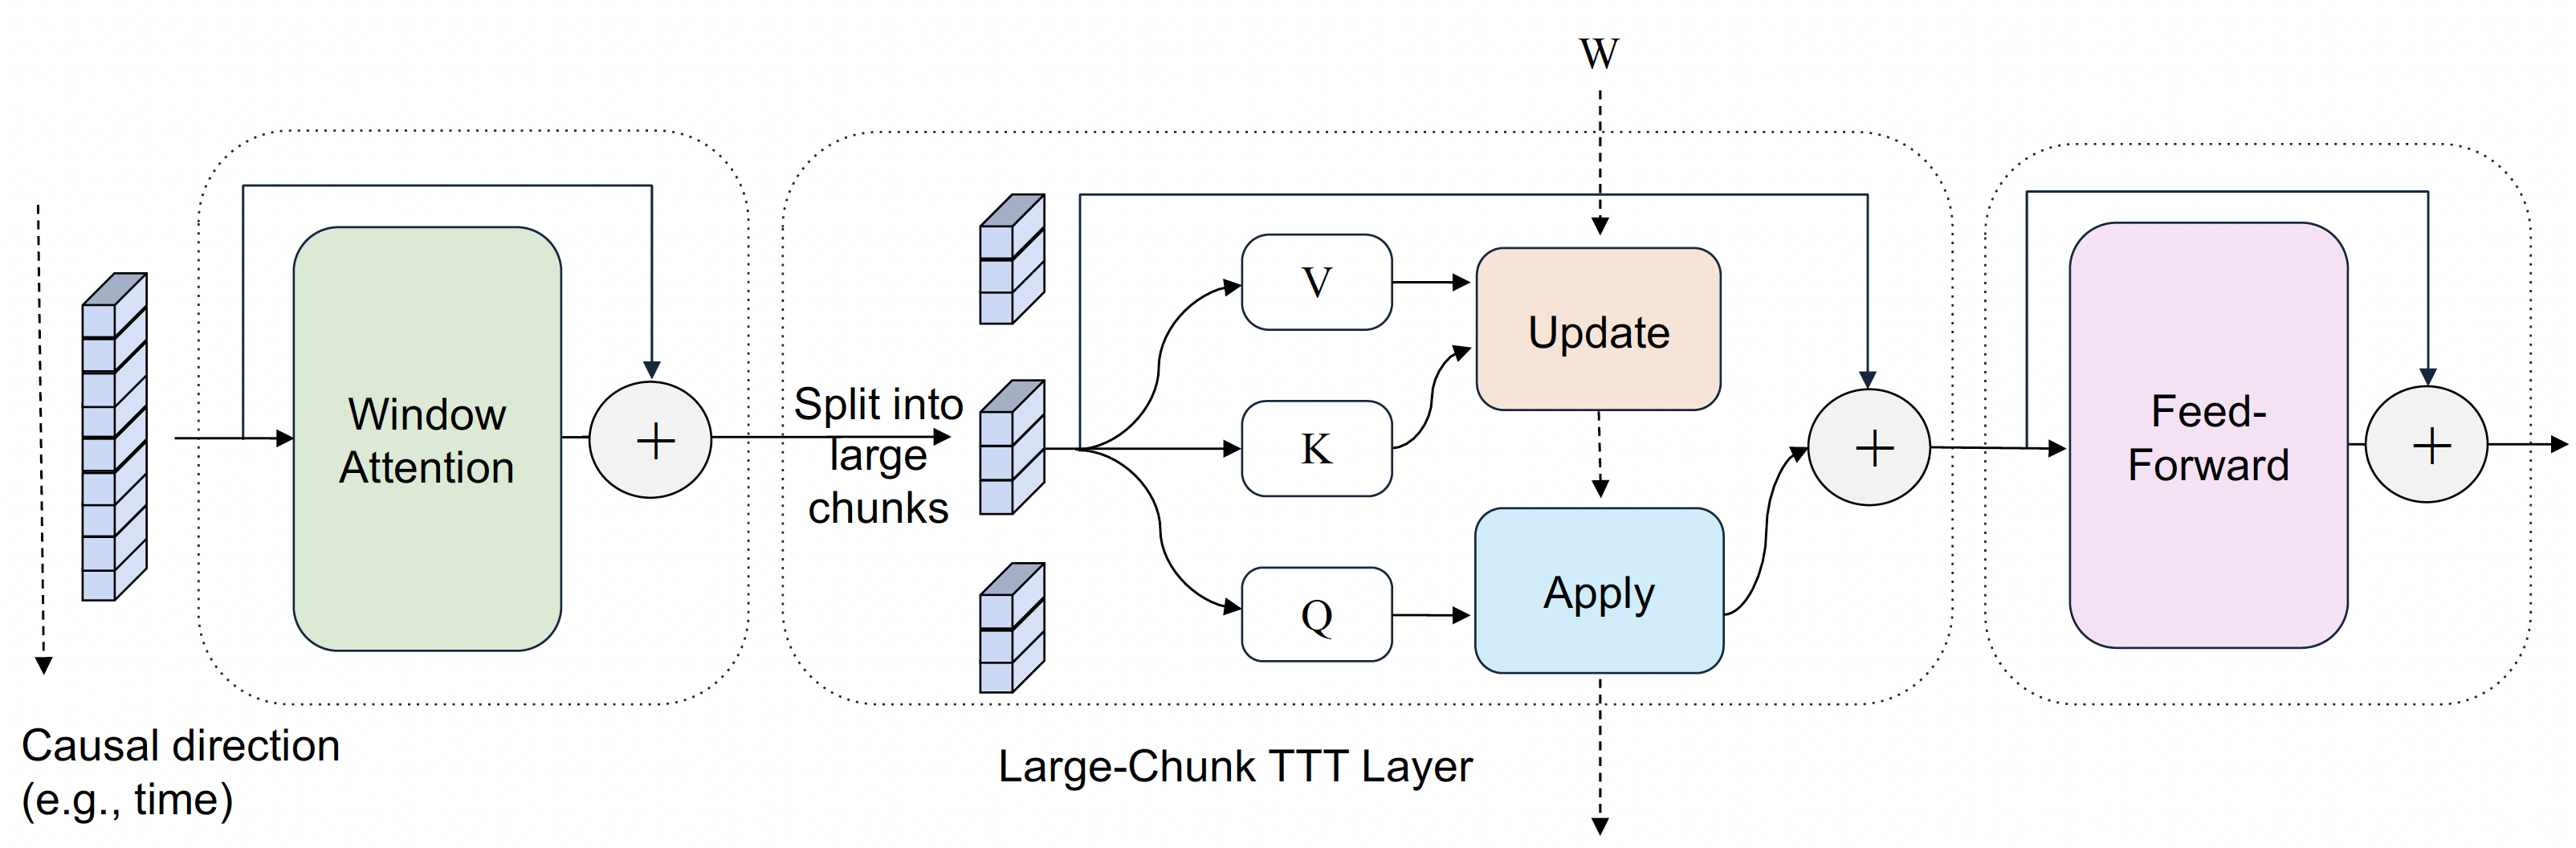 Causal direction
(e.g., time)
Window
Attention
+
Split into
large
chunks
W
V
K
Q
Update
Apply
+
Large-Chunk TTT Layer
Feed-
Forward
+